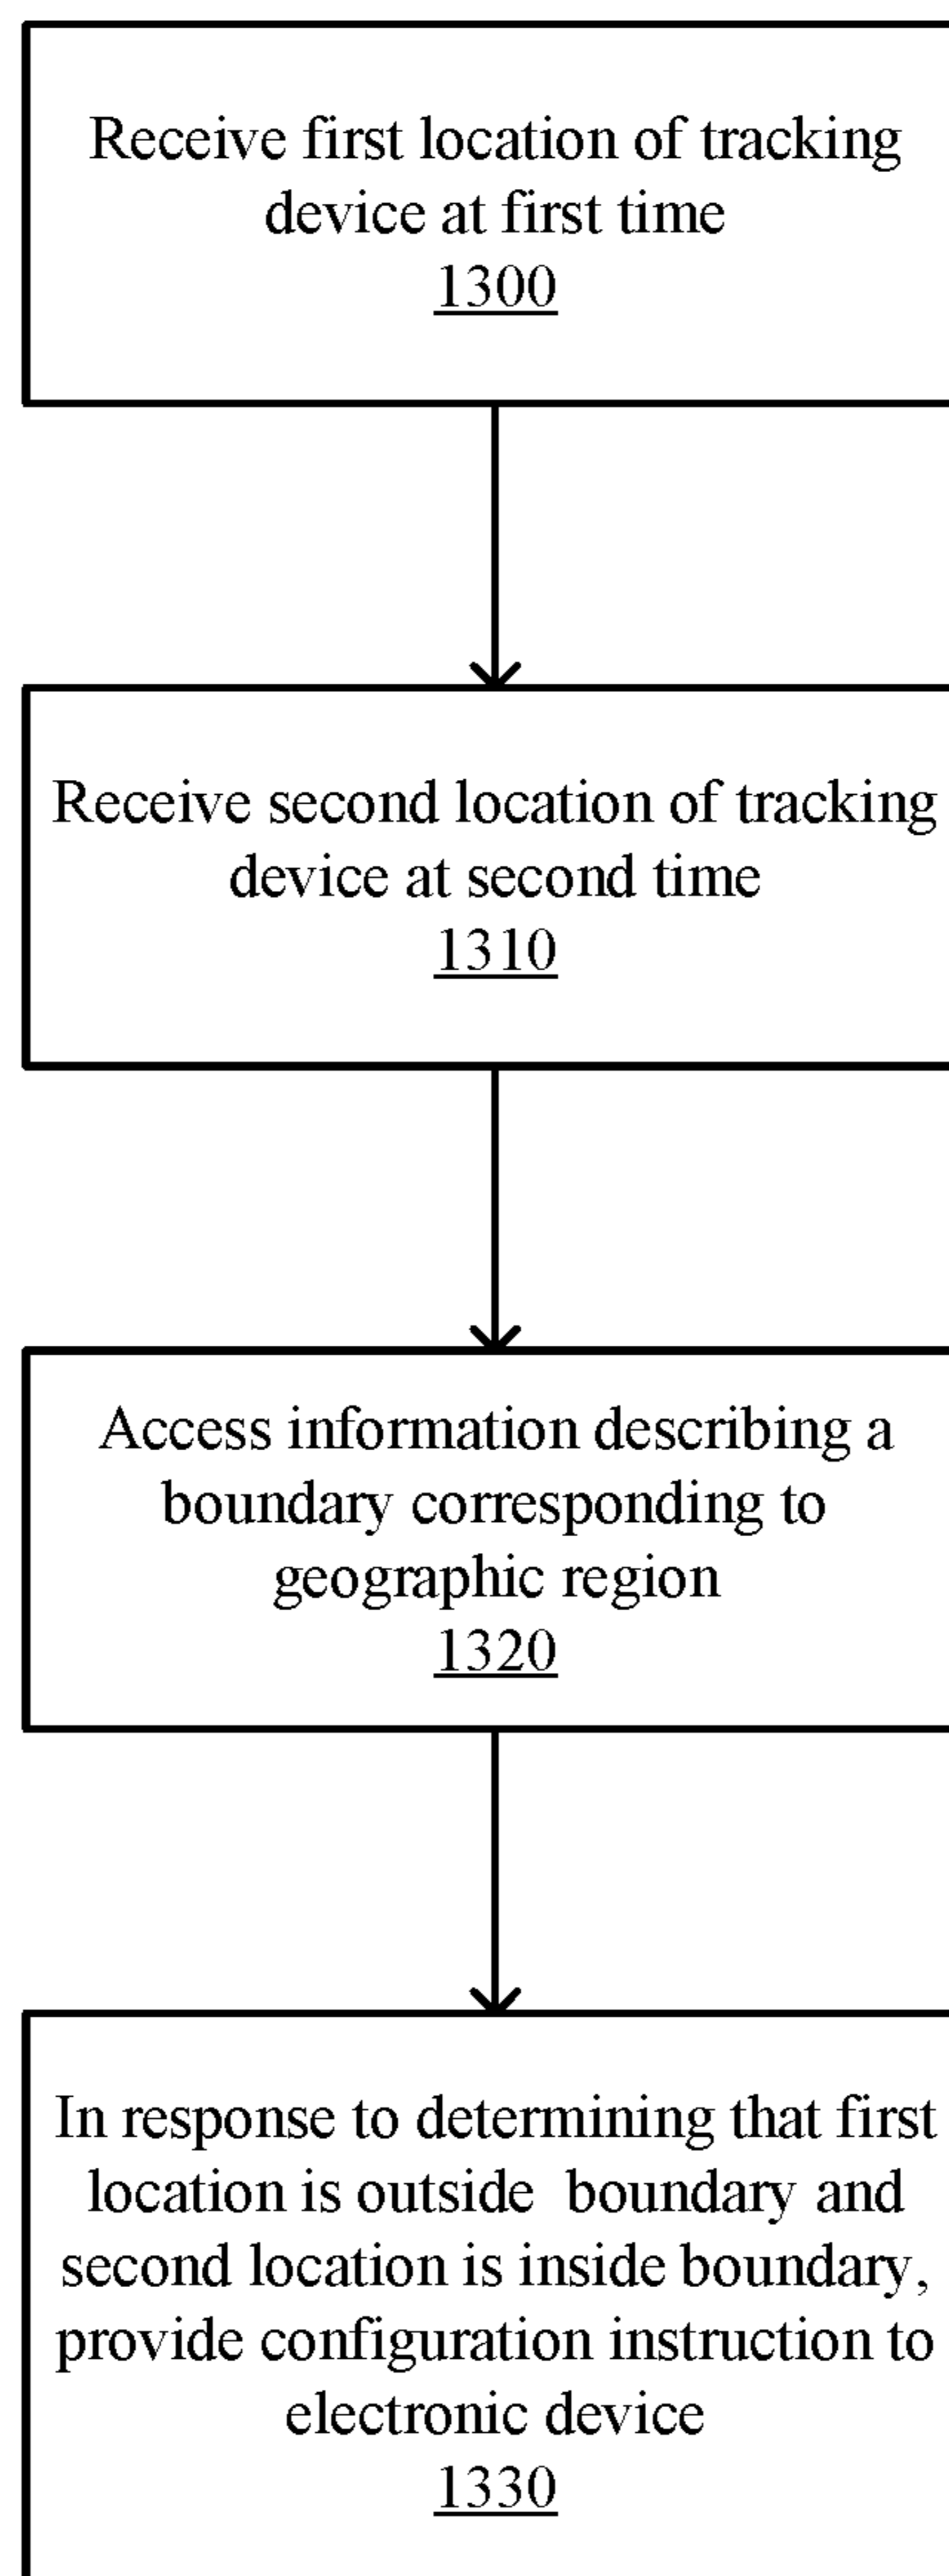 Receive first location of tracking
device at first time
1300
Receive second location of tracking
device at second time
1310
Access information describing a
boundary corresponding to
geographic region
1320
In response to determining that first
location is outside  boundary and
second location is inside boundary,
provide configuration instruction to
electronic device
1330